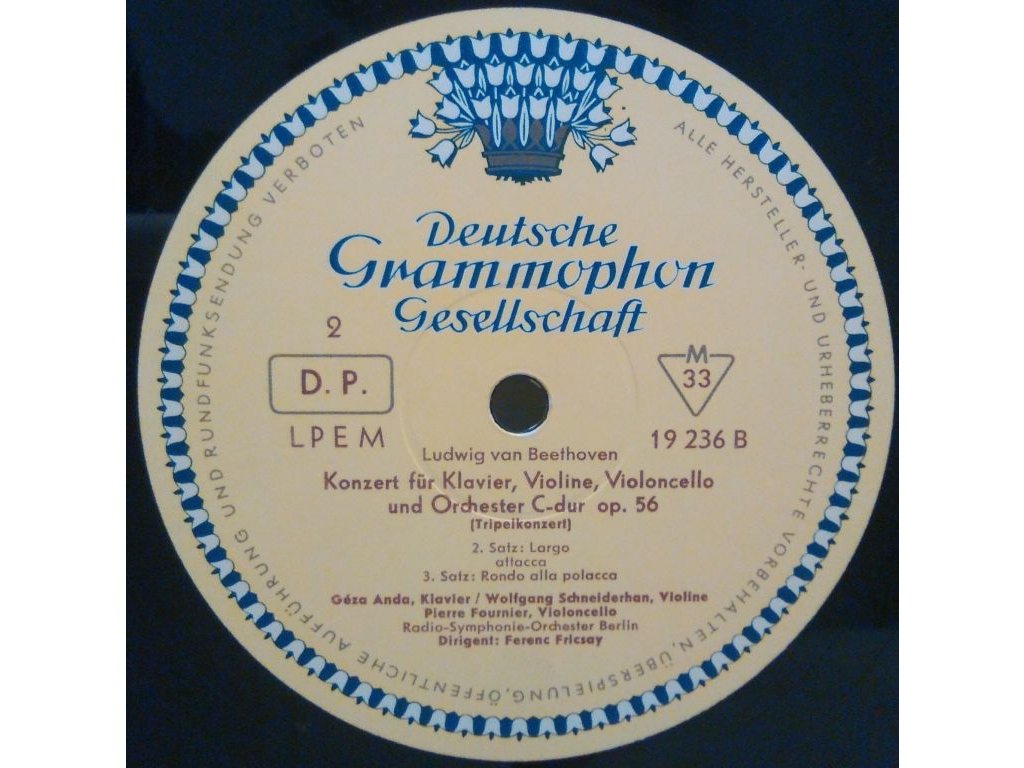 Deutsche
Grammophon
Gesellschaft
2
D. P.
LPEM
M
33
19 236 B
Ludwig van Beethoven
Konzert für Klavier, Violine, Violoncello
und Orchester C-dur op. 56
(Tripelkonzert)
2. Satz: Largo
attacca
3. Satz: Rondo alla polacca
Géza Anda, Klavier / Wolfgang Schneiderhan, Violine
Pierre Fournier, Violoncello
Radio-Symphonie-Orchester Berlin
Dirigent: Ferenc Fricsay
ALLE HERSTELLER- UND URHEBERRECHTE VORBEHALTEN, ÜBERSPIELUNG, ÖFFENTLICHE AUFFÜHRUNG UND RUNDFUNKSENDUNG VERBOTEN